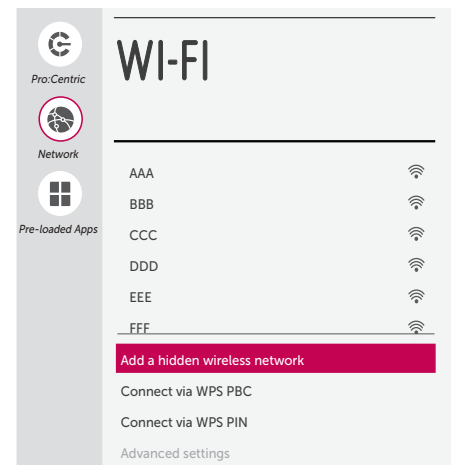 Pro:Centric
Network
Pre-loaded Apps
WI-FI
AAA
BBB
CCC
DDD
EEE
FFF
Add a hidden wireless network
Connect via WPS PBC
Connect via WPS PIN
Advanced settings